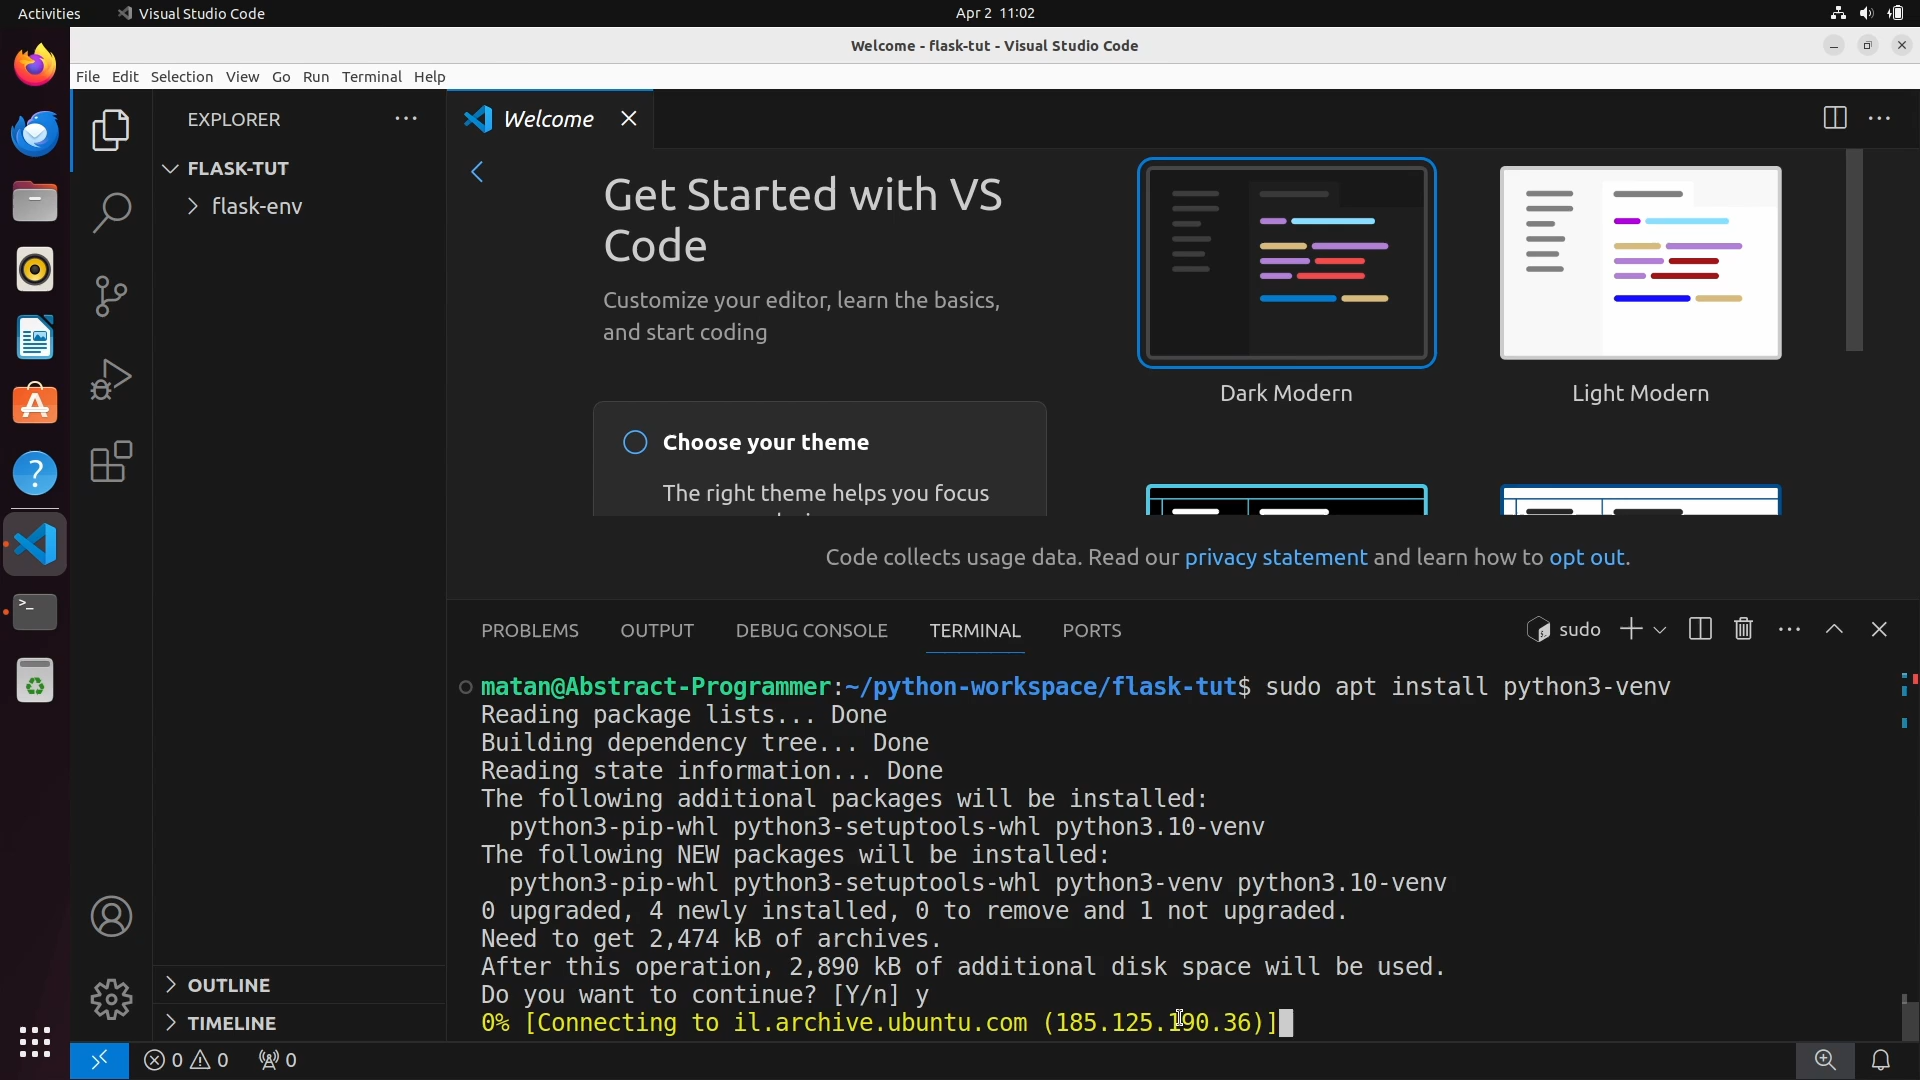 Activities
Visual Studio Code
Apr 2 11:02
Welcome - flask-tut - Visual Studio Code
File Edit Selection View Go Run Terminal Help
EXPLORER
FLASK-TUT
flask-env
OUTLINE
TIMELINE
Welcome
Get Started with VS
Code
Customize your editor, learn the basics,
and start coding
Choose your theme
The right theme helps you focus
Dark Modern
Light Modern
Code collects usage data. Read our privacy statement and learn how to opt out.
PROBLEMS OUTPUT DEBUG CONSOLE TERMINAL PORTS
sudo
matan@Abstract-Programmer:~/python-workspace/flask-tut$ sudo apt install python3-venv
Reading package lists... Done
Building dependency tree... Done
Reading state information... Done
The following additional packages will be installed:
python3-pip-whl python3-setuptools-whl python3.10-venv
The following NEW packages will be installed:
python3-pip-whl python3-setuptools-whl python3-venv python3.10-venv
0 upgraded, 4 newly installed, 0 to remove and 1 not upgraded.
Need to get 2,474 kB of archives.
After this operation, 2,890 kB of additional disk space will be used.
Do you want to continue? [Y/n] y
0% [Connecting to il.archive.ubuntu.com (185.125.190.36)]
0 0 0